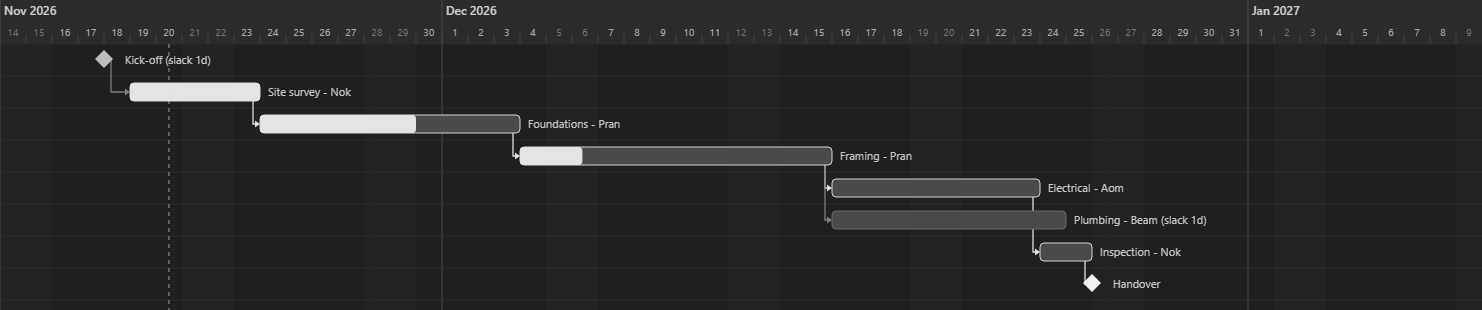 Nov 2026 Dec 2026 Jan 2027
14 15 16 17 18 19 20 21 22 23 24 25 26 27 28 29 30 1 2 3 4 5 6 7 8 9 10 11 12 13 14 15 16 17 18 19 20 21 22 23 24 25 26 27 28 29 30 31 1 2 3 4 5 6 7 8 9
Kick-off (slack 1d)
Site survey - Nok
Foundations - Pran
Framing - Pran
Electrical - Aom
Plumbing - Beam (slack 1d)
Inspection - Nok
Handover